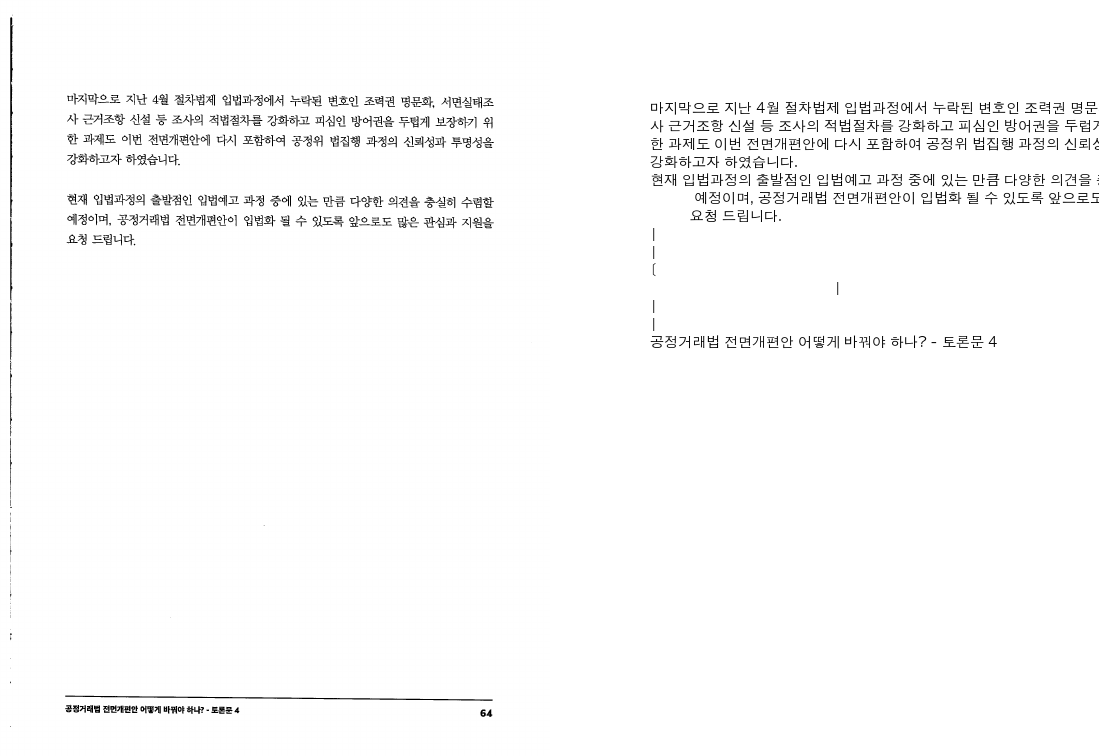 마지막으로 지난 4월 절차법제 입법과정에서 누락된 변호인 조력권 명문화, 서면실태조
사 근거조항 신설 등 조사의 적법절차를 강화하고 피심인 방어권을 두텁게 보장하기 위
한 과제도 이번 전면개편안에 다시 포함하여 공정위 법집행 과정의 신뢰성과 투명성을
강화하고자 하였습니다.
현재 입법과정의 출발점인 입법예고 과정 중에 있는 만큼 다양한 의견을 충실히 수렴할
예정이며, 공정거래법 전면개편안이 입법화 될 수 있도록 앞으로도 많은 관심과 지원을
요청 드립니다.
공정거래법 전면개편안 어떻게 바꿔야 하나? - 토론문 4
64
마지막으로 지난 4월 절차법제 입법과정에서 누락된 변호인 조력권 명문
사 근거조항 신설 등 조사의 적법절차를 강화하고 피심인 방어권을 두럽게
한 과제도 이번 전면개편안에 다시 포함하여 공정위 법집행 과정의 신뢰성
강화하고자 하였습니다.
현재 입법과정의 출발점인 입법예고 과정 중에 있는 만큼 다양한 의견을
예정이며, 공정거래법 전면개편안이 입법화 될 수 있도록 앞으로도
요청 드립니다.
|
|
(
|
|
|
공정거래법 전면개편안 어떻게 바꿔야 하나? - 토론문 4